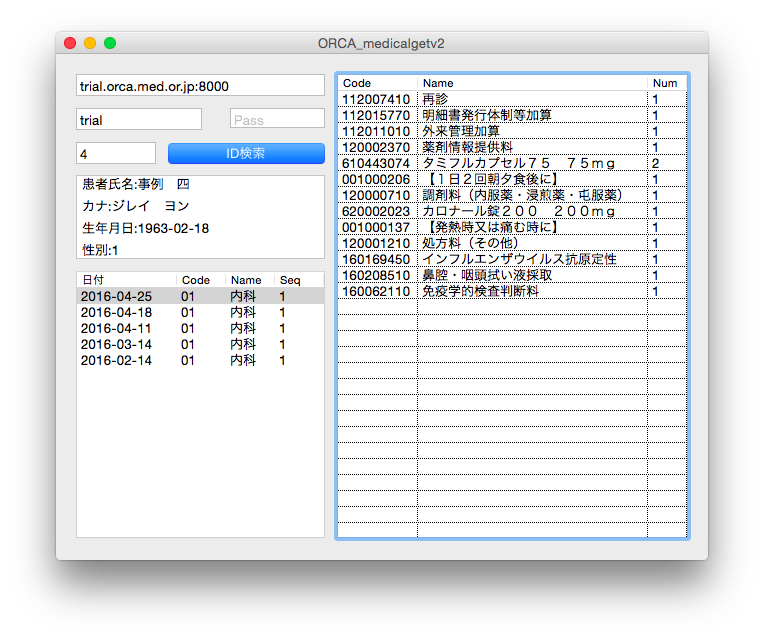 ORCA_medicalgetv2
trial.orca.med.or.jp:8000
trial Pass
4 ID検索
患者氏名:事例　四
カナ:ジレイ　ヨン
生年月日:1963-02-18
性別:1
日付 Code Name Seq
2016-04-25 01 内科 1
2016-04-18 01 内科 1
2016-04-11 01 内科 1
2016-03-14 01 内科 1
2016-02-14 01 内科 1
Code Name Num
112007410 再診 1
112015770 明細書発行体制等加算 1
112011010 外来管理加算 1
120002370 薬剤情報提供料 1
610443074 タミフルカプセル７５　７５ｍｇ 2
001000206 【１日２回朝夕食後に】 1
120000710 調剤料（内服薬・浸煎薬・屯服薬） 1
620002023 カロナール錠２００　２００ｍｇ 1
001000137 【発熱時又は痛む時に】 1
120001210 処方料（その他） 1
160169450 インフルエンザウイルス抗原定性 1
160208510 鼻腔・咽頭拭い液採取 1
160062110 免疫学的検査判断料 1